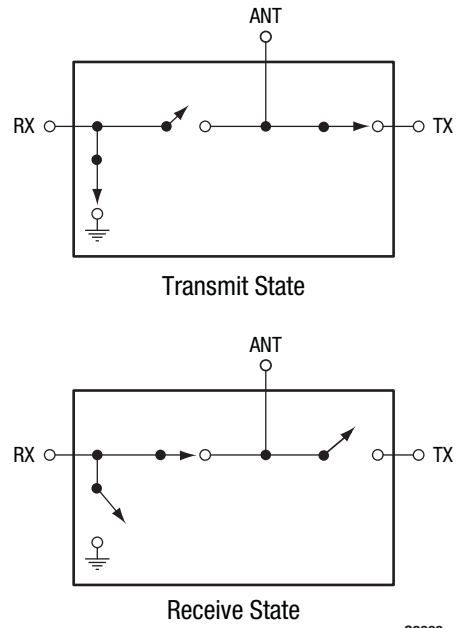 ANT
RX
TX
Transmit State
ANT
RX
TX
Receive State